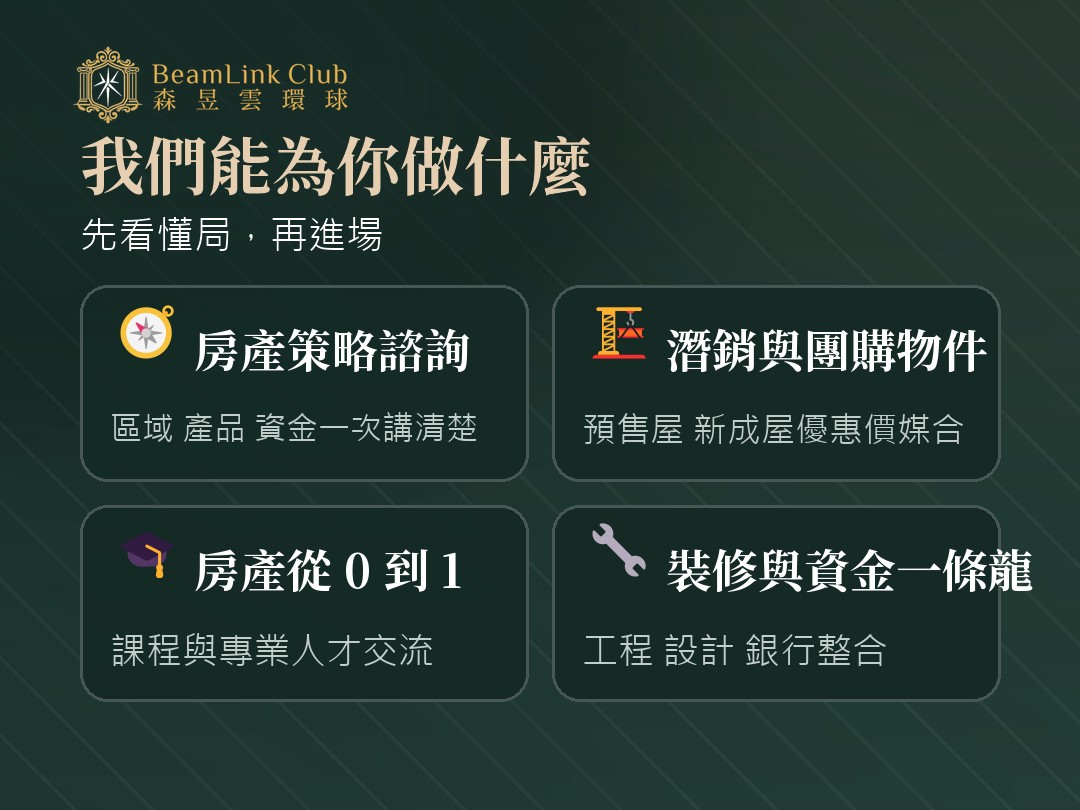 BeamLink Club
森昱雲環球
我們能為你做什麼
先看懂局，再進場
房產策略諮詢
區域 產品 資金一次講清楚
潛銷與團購物件
預售屋 新成屋優惠價媒合
房產從 0 到 1
課程與專業人才交流
裝修與資金一條龍
工程 設計 銀行整合